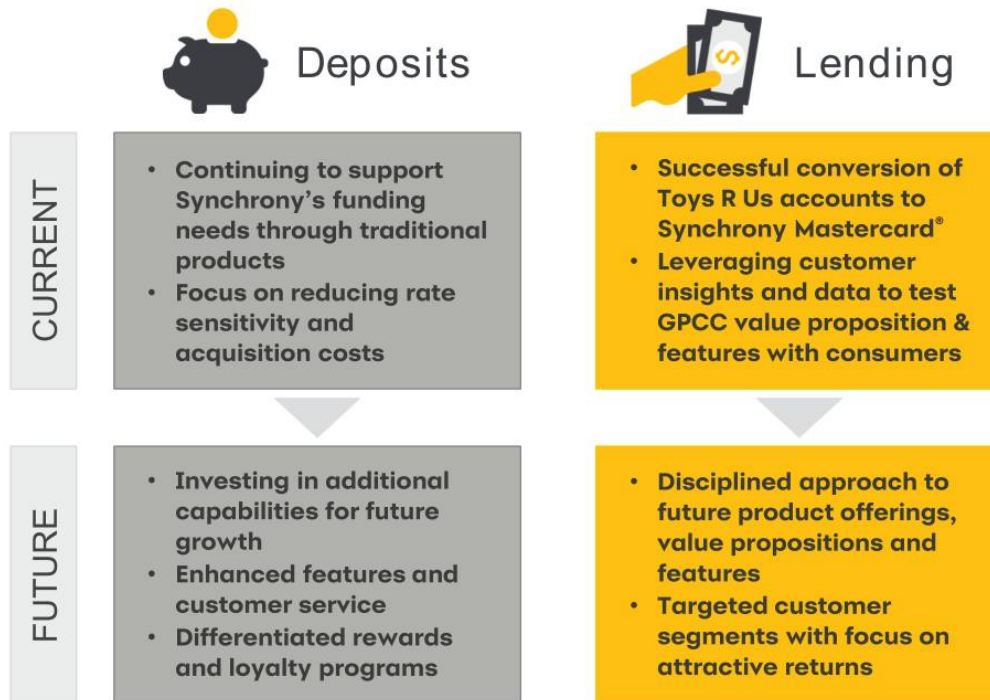 Deposits
Lending
CURRENT
• Continuing to support
Synchrony’s funding
needs through traditional
products
• Focus on reducing rate
sensitivity and
acquisition costs
• Successful conversion of
Toys R Us accounts to
Synchrony Mastercard®
• Leveraging customer
insights and data to test
GPCC value proposition &
features with consumers
FUTURE
• Investing in additional
capabilities for future
growth
• Enhanced features and
customer service
• Differentiated rewards
and loyalty programs
• Disciplined approach to
future product offerings,
value propositions and
features
• Targeted customer
segments with focus on
attractive returns